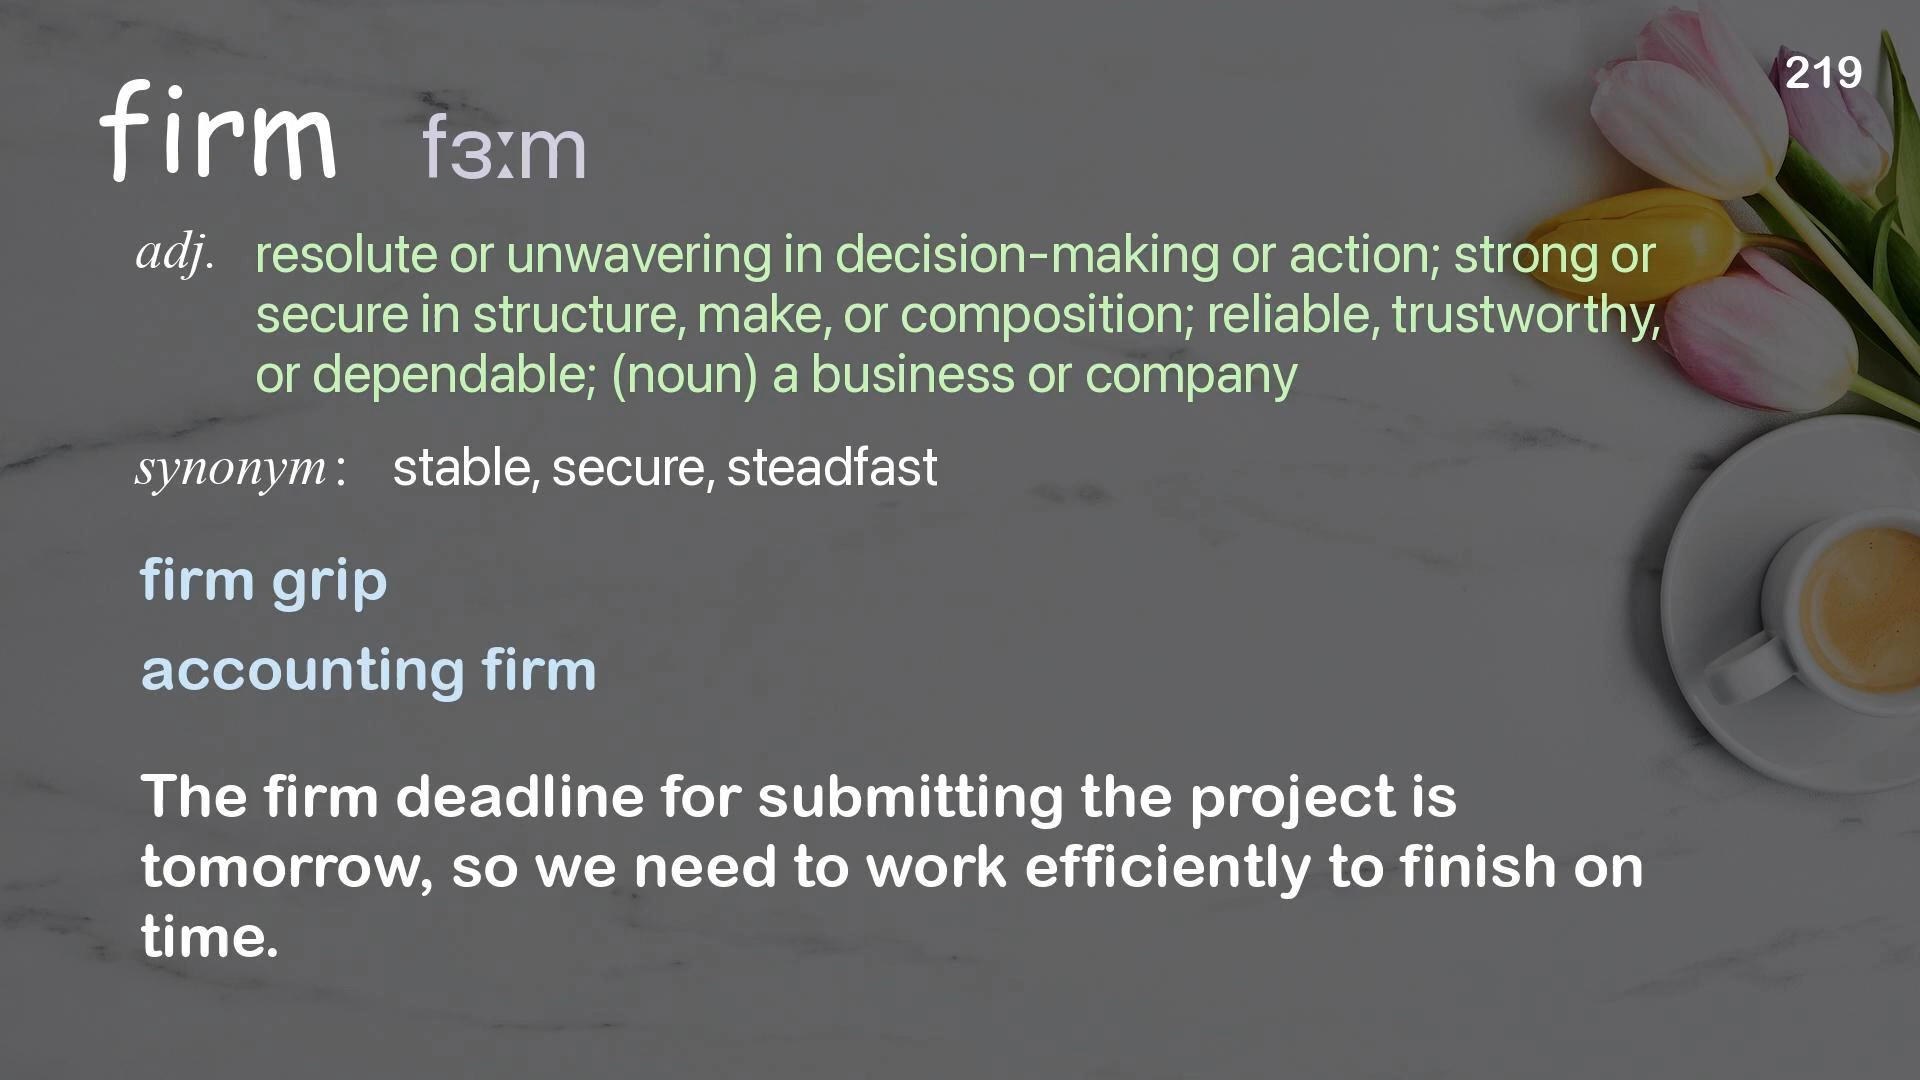 219
firm fɜːm
adj. resolute or unwavering in decision-making or action; strong or
secure in structure, make, or composition; reliable, trustworthy,
or dependable; (noun) a business or company
synonym : stable, secure, steadfast
firm grip
accounting firm
The firm deadline for submitting the project is
tomorrow, so we need to work efficiently to finish on
time.